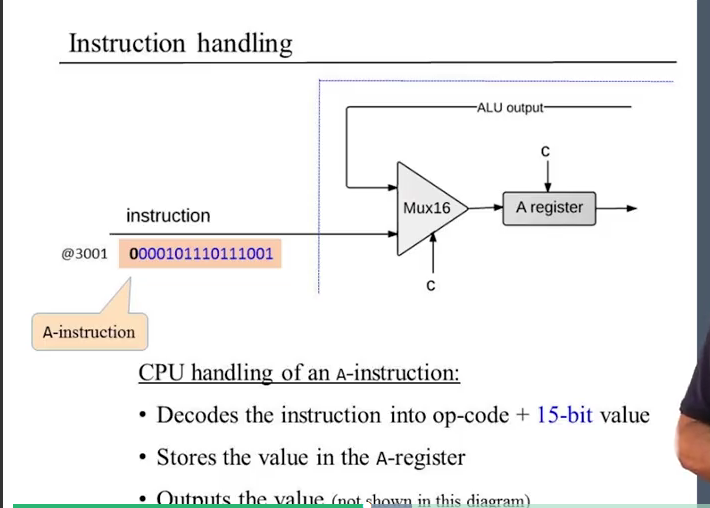 Instruction handling
ALU output
C
Mux16
A register
instruction
@3001 0000101110111001
C
A-instruction
CPU handling of an A-instruction:
• Decodes the instruction into op-code + 15-bit value
• Stores the value in the A-register
• Outputs the value (not shown in this diagram)